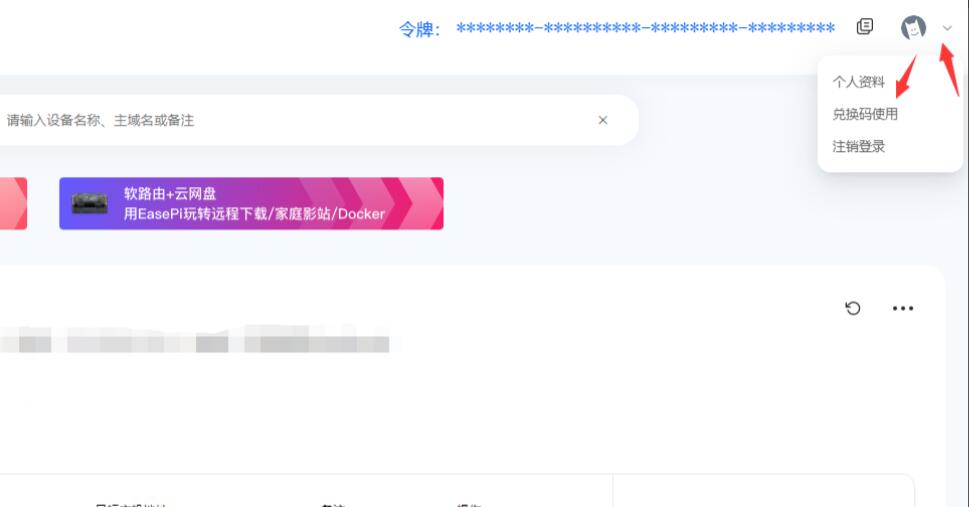 令牌： ********-**********-*********-*********
个人资料
请输入设备名称、主域名或备注
兑换码使用
注销登录
软路由+云网盘
用EasePi玩转远程下载/家庭影站/Docker